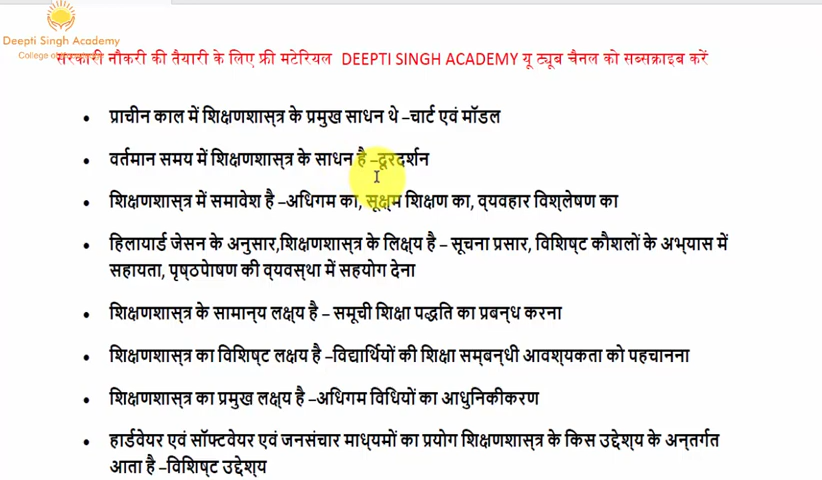 Deepti Singh Academy
सरकारी नौकरी की तैयारी के लिए फ्री मटेरियल DEEPTI SINGH ACADEMY यू ट्यूब चैनल को सब्सक्राइब करें
• प्राचीन काल में शिक्षणशास्त्र के प्रमुख साधन थे –चार्ट एवं मॉडल
• वर्तमान समय में शिक्षणशास्त्र के साधन है –दूरदर्शन
• शिक्षणशास्त्र में समावेश है –अधिगम का, सूक्ष्म शिक्षण का, व्यवहार विश्लेषण का
• हिलायार्ड जेसन के अनुसार,शिक्षणशास्त्र के लिक्ष्य है – सूचना प्रसार, विशिष्ट कौशलों के अभ्यास में
सहायता, पृष्ठपोषण की व्यवस्था में सहयोग देना
• शिक्षणशास्त्र के सामान्य लक्ष्य है – समूची शिक्षा पद्धति का प्रबन्ध करना
• शिक्षणशास्त्र का विशिष्ट लक्ष्य है –विद्यार्थियों की शिक्षा सम्बन्धी आवश्यकता को पहचानना
• शिक्षणशास्त्र का प्रमुख लक्ष्य है –अधिगम विधियों का आधुनिकीकरण
• हार्डवेयर एवं सॉफ्टवेयर एवं जनसंचार माध्यमों का प्रयोग शिक्षणशास्त्र के किस उद्देश्य के अन्तर्गत
आता है –विशिष्ट उद्देश्य